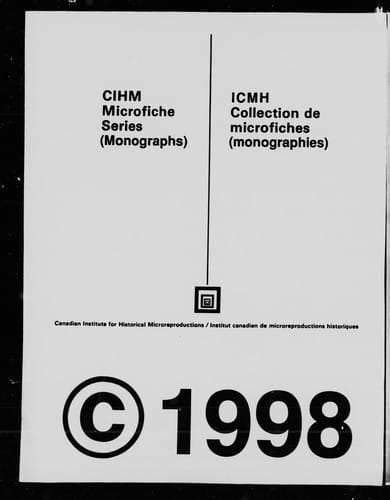 CIHM
Microfiche
Series
(Monographs)
ICMH
Collection de
microfiches
(monographies)
Canadian Institute for Historical Microreproductions / Institut canadien de microreproductions historiques
© 1998